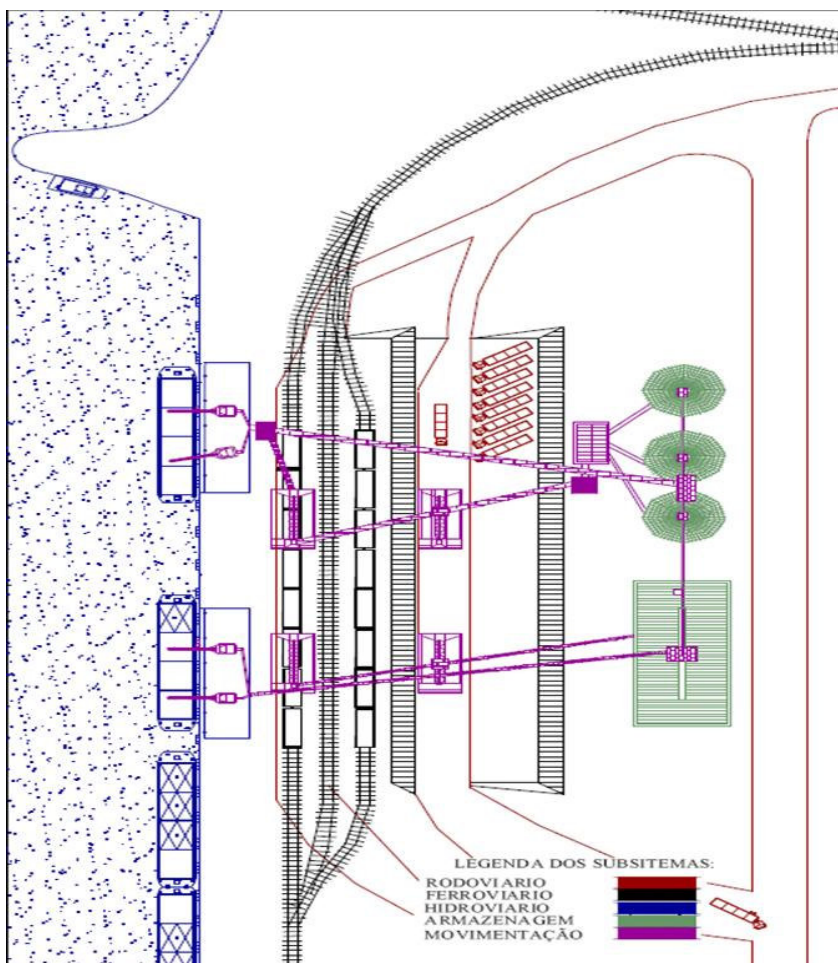 LEGENDA DOS SUBSITEMAS:
RODOVIARIO
FERROVIARIO
HIDROVIARIO
ARMAZENAGEM
MOVIMENTAÇÃO